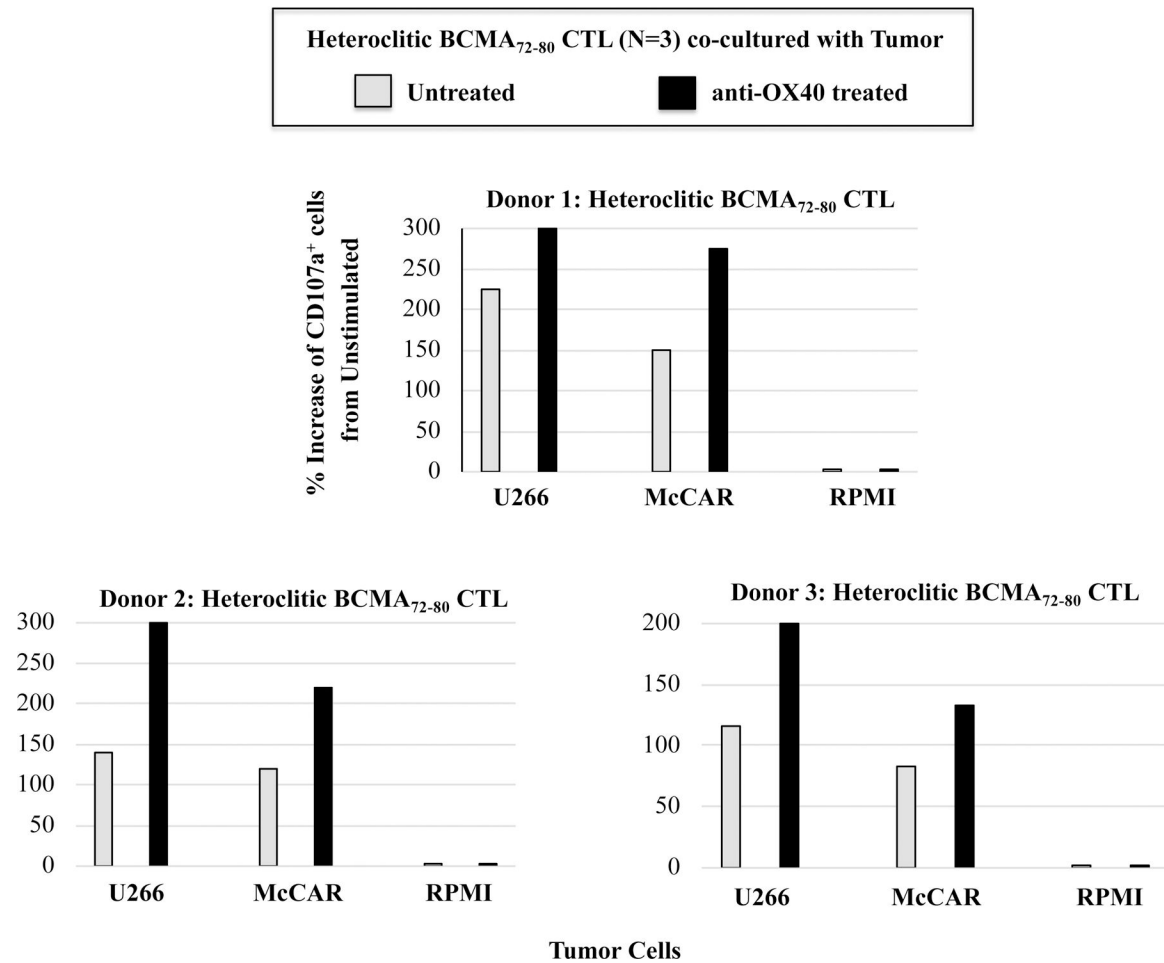 Heteroclitic BCMA72-80 CTL (N=3) co-cultured with Tumor
Untreated anti-OX40 treated
% Increase of CD107a+ cells
from Unstimulated
Donor 1: Heteroclitic BCMA72-80 CTL
300
250
200
150
100
50
0
U266 McCAR RPMI
Donor 2: Heteroclitic BCMA72-80 CTL
300
250
200
150
100
50
0
U266 McCAR RPMI
Donor 3: Heteroclitic BCMA72-80 CTL
200
150
100
50
0
U266 McCAR RPMI
Tumor Cells